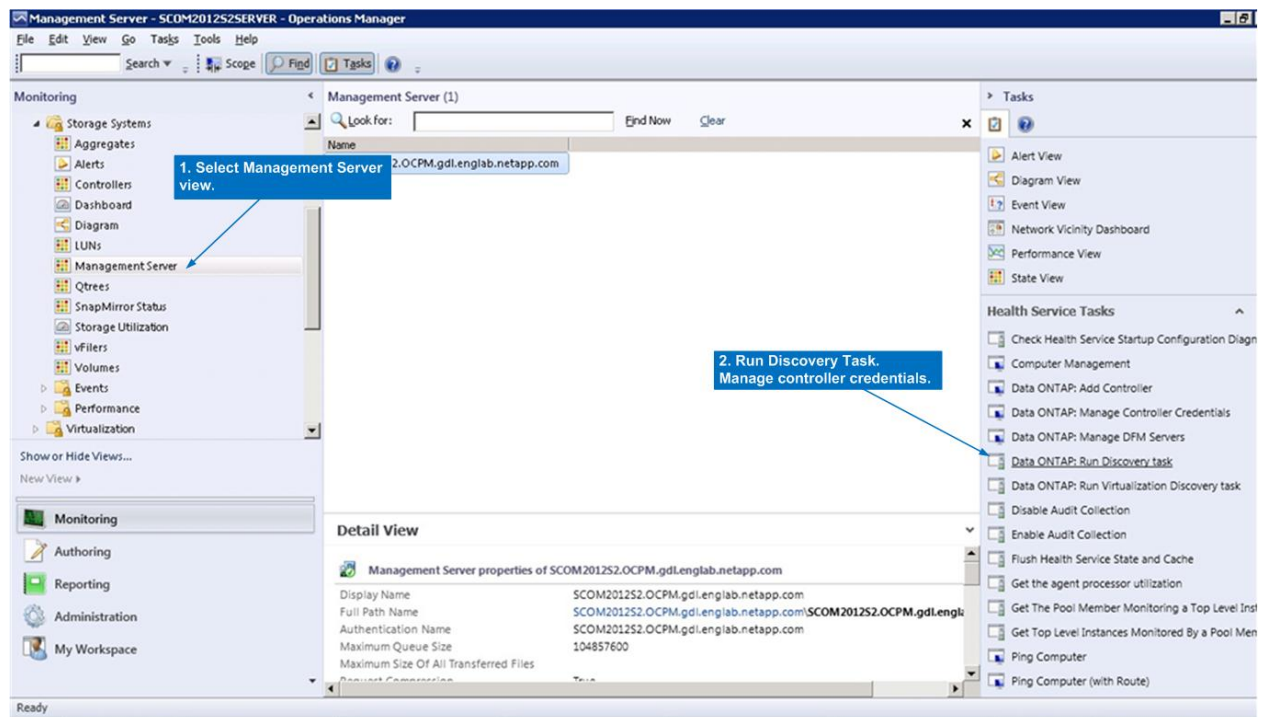 Management Server - SCOM2012S2SERVER - Operations Manager
File Edit View Go Tasks Tools Help
Search Scope Find Tasks
Monitoring
Storage Systems
Aggregates
Alerts
Controllers
Dashboard
Diagram
LUNs
Management Server
Qtrees
SnapMirror Status
Storage Utilization
vFilers
Volumes
Events
Performance
Virtualization
Show or Hide Views...
New View
Monitoring
Authoring
Reporting
Administration
My Workspace
Management Server (1)
Look for: Find Now Clear
Name
2.OCPM.gdl.englab.netapp.com
1. Select Management Server
view.
2. Run Discovery Task.
Manage controller credentials.
Detail View
Management Server properties of SCOM2012S2.OCPM.gdl.englab.netapp.com
Display Name SCOM2012S2.OCPM.gdl.englab.netapp.com
Full Path Name SCOM2012S2.OCPM.gdl.englab.netapp.com\SCOM2012S2.OCPM.gdl.engla
Authentication Name SCOM2012S2.OCPM.gdl.englab.netapp.com
Maximum Queue Size 104857600
Maximum Size Of All Transferred Files
Request Compression True
Tasks
Alert View
Diagram View
Event View
Network Vicinity Dashboard
Performance View
State View
Health Service Tasks
Check Health Service Startup Configuration Diagn
Computer Management
Data ONTAP: Add Controller
Data ONTAP: Manage Controller Credentials
Data ONTAP: Manage DFM Servers
Data ONTAP: Run Discovery task
Data ONTAP: Run Virtualization Discovery task
Disable Audit Collection
Enable Audit Collection
Flush Health Service State and Cache
Get the agent processor utilization
Get The Pool Member Monitoring a Top Level Inst
Get Top Level Instances Monitored By a Pool Mem
Ping Computer
Ping Computer (with Route)
Ready